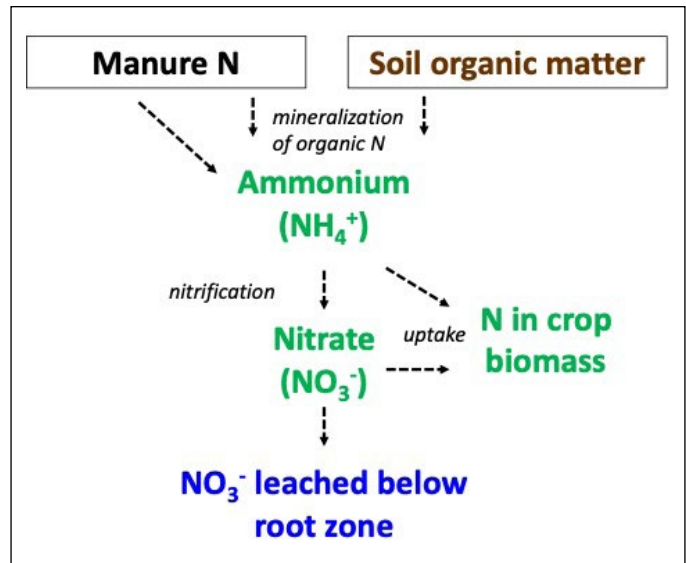 Manure N
Soil organic matter
mineralization
of organic N
Ammonium
(NH₄⁺)
nitrification
Nitrate
(NO₃⁻)
uptake
N in crop
biomass
NO₃⁻ leached below
root zone